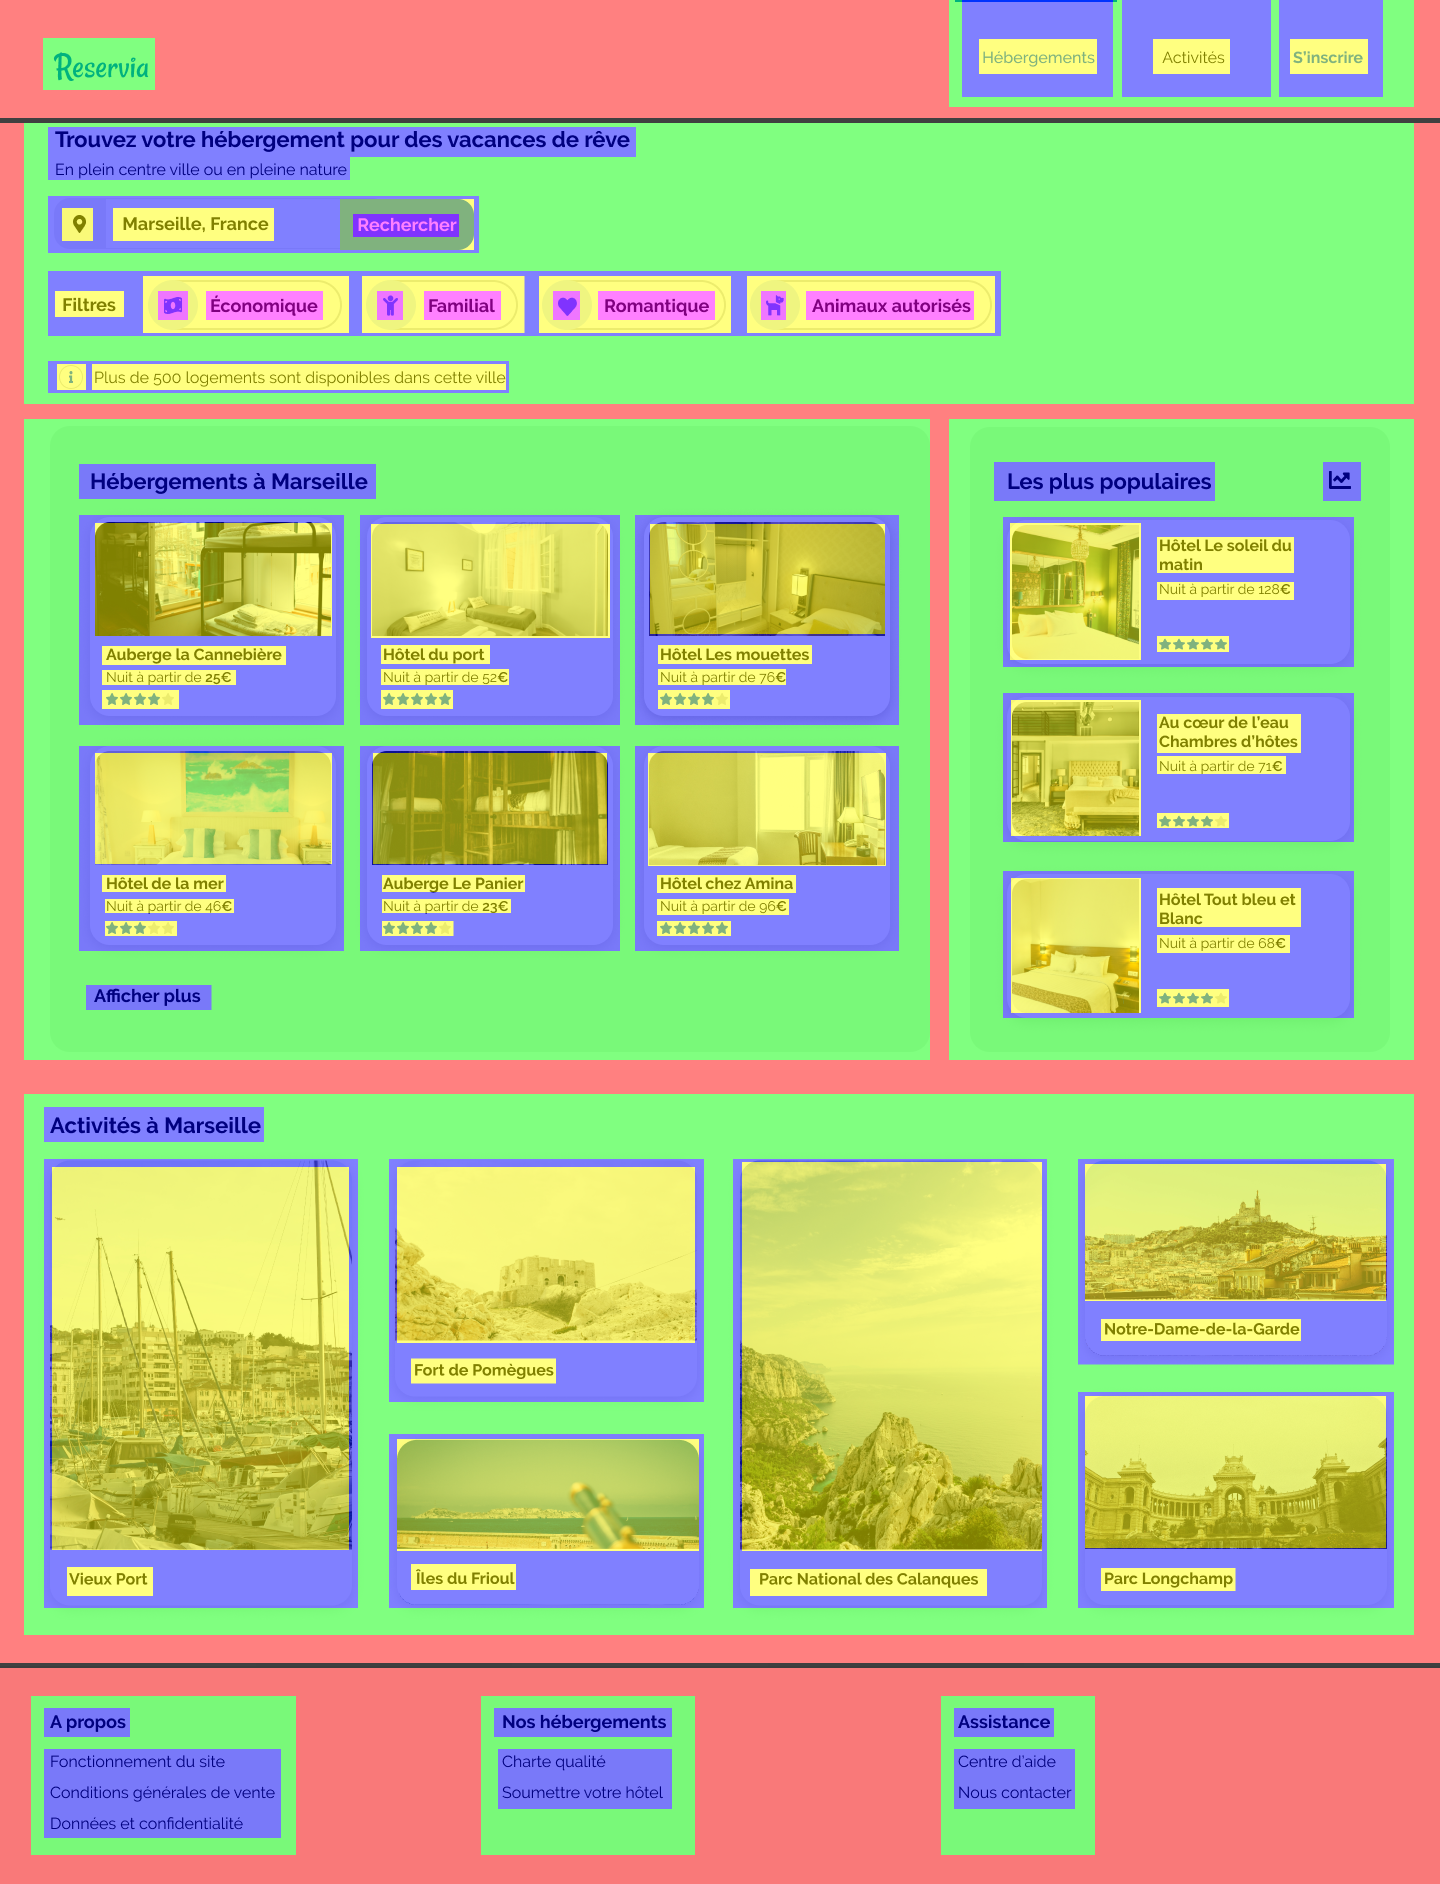 Reservia
Hébergements
Activités
S'inscrire
Trouvez votre hébergement pour des vacances de rêve
En plein centre ville ou en pleine nature
Marseille, France
Rechercher
Filtres
Économique
Familial
Romantique
Animaux autorisés
Plus de 500 logements sont disponibles dans cette ville
Hébergements à Marseille
Auberge la Cannebière
Nuit à partir de 25€
Hôtel du port
Nuit à partir de 52€
Hôtel Les mouettes
Nuit à partir de 76€
Hôtel de la mer
Nuit à partir de 46€
Auberge Le Panier
Nuit à partir de 23€
Hôtel chez Amina
Nuit à partir de 96€
Afficher plus
Les plus populaires
Hôtel Le soleil du
matin
Nuit à partir de 128€
Au cœur de l'eau
Chambres d'hôtes
Nuit à partir de 71€
Hôtel Tout bleu et
Blanc
Nuit à partir de 68€
Activités à Marseille
Vieux Port
Fort de Pomègues
Îles du Frioul
Parc National des Calanques
Notre-Dame-de-la-Garde
Parc Longchamp
A propos
Fonctionnement du site
Conditions générales de vente
Données et confidentialité
Nos hébergements
Charte qualité
Soumettre votre hôtel
Assistance
Centre d'aide
Nous contacter